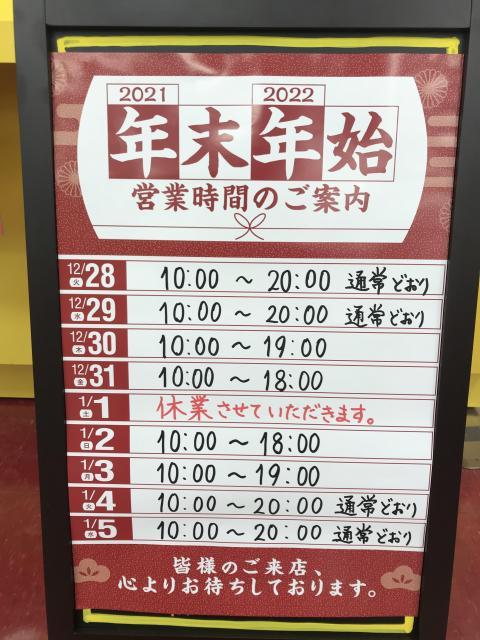 2021 2022
年末年始
営業時間のご案内
12/28 火 10:00 〜 20:00 通常どおり
12/29 水 10:00 〜 20:00 通常どおり
12/30 木 10:00 〜 19:00
12/31 金 10:00 〜 18:00
1/1 土 休業させていただきます。
1/2 日 10:00 〜 18:00
1/3 月 10:00 〜 19:00
1/4 火 10:00 〜 20:00 通常どおり
1/5 水 10:00 〜 20:00 通常どおり
皆様のご来店、
心よりお待ちしております。